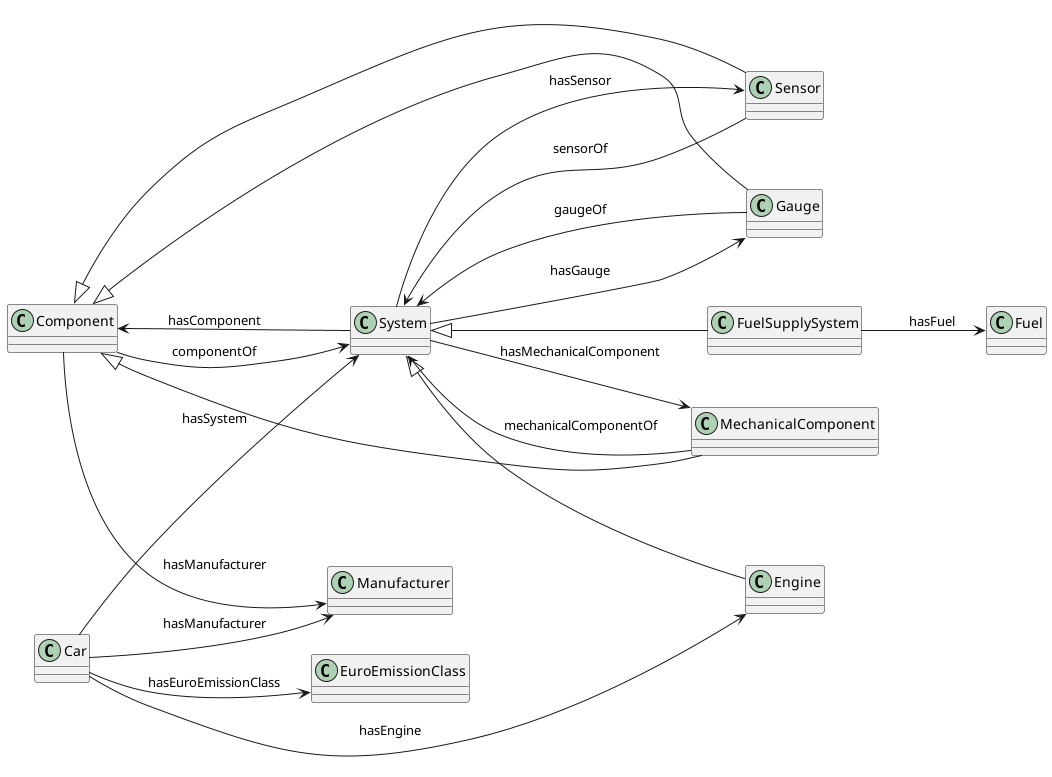 hasSensor
C Sensor
sensorOf
C Gauge
gaugeOf
hasGauge
C Component
hasComponent
componentOf
C System
C FuelSupplySystem
hasFuel
C Fuel
hasMechanicalComponent
hasSystem
mechanicalComponentOf
C MechanicalComponent
hasManufacturer
C Manufacturer
C Engine
hasManufacturer
C Car
C EuroEmissionClass
hasEuroEmissionClass
hasEngine